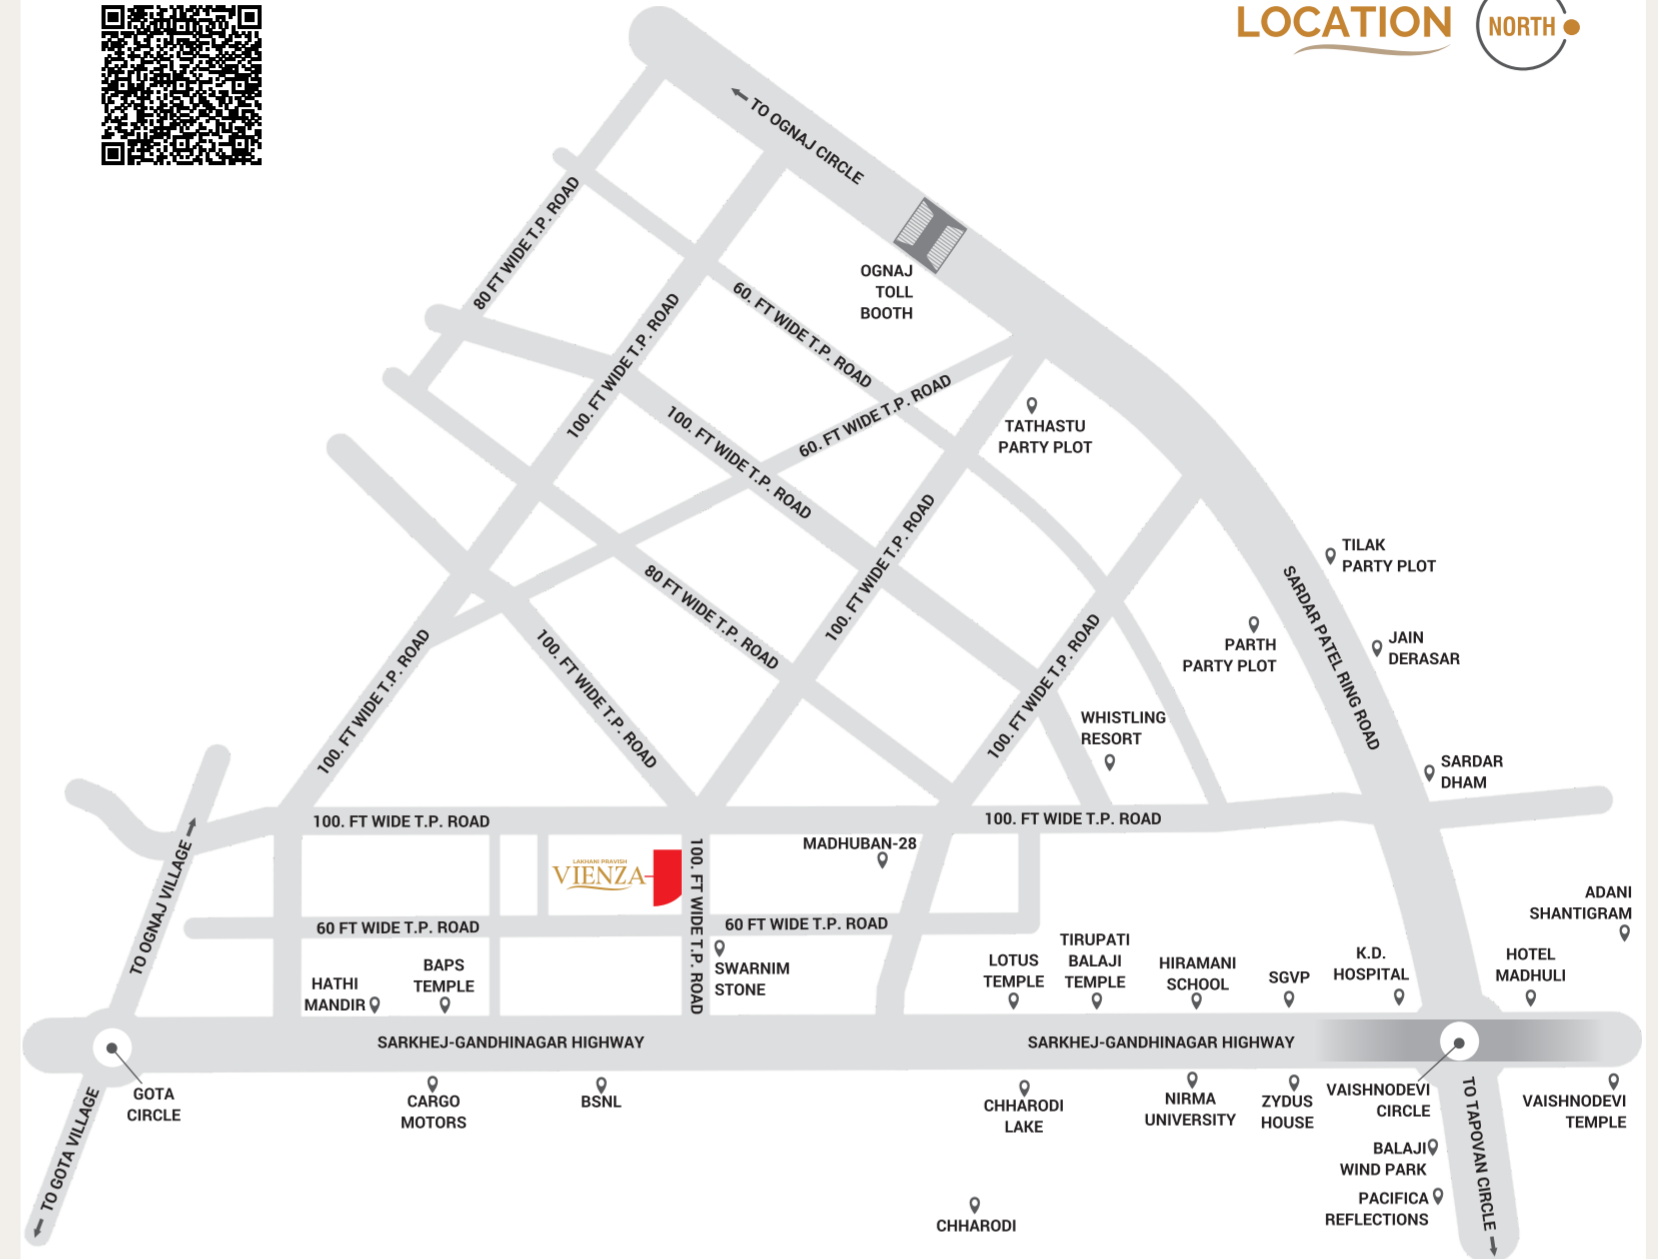 LOCATION
NORTH
TO OGNAJ CIRCLE
80 FT WIDE T.P. ROAD
OGNAJ
TOLL
BOOTH
60. FT WIDE T.P. ROAD
100. FT WIDE T.P. ROAD
60. FT WIDE T.P. ROAD
100. FT WIDE T.P. ROAD
TATHASTU
PARTY PLOT
100. FT WIDE T.P. ROAD
80 FT WIDE T.P. ROAD
TILAK
PARTY PLOT
SARDAR PATEL RING ROAD
PARTH
PARTY PLOT
JAIN
DERASAR
100. FT WIDE T.P. ROAD
100. FT WIDE T.P. ROAD
100. FT WIDE T.P. ROAD
WHISTLING
RESORT
SARDAR
DHAM
100. FT WIDE T.P. ROAD
100. FT WIDE T.P. ROAD
TO OGNAJ VILLAGE
LAKHANI PRAVISH
VIENZA
100. FT WIDE T.P. ROAD
MADHUBAN-28
60 FT WIDE T.P. ROAD
60 FT WIDE T.P. ROAD
ADANI
SHANTIGRAM
HATHI
MANDIR
BAPS
TEMPLE
SWARNIM
STONE
LOTUS
TEMPLE
TIRUPATI
BALAJI
TEMPLE
HIRAMANI
SCHOOL
SGVP
K.D.
HOSPITAL
HOTEL
MADHULI
SARKHEJ-GANDHINAGAR HIGHWAY
SARKHEJ-GANDHINAGAR HIGHWAY
GOTA
CIRCLE
CARGO
MOTORS
BSNL
CHHARODI
LAKE
NIRMA
UNIVERSITY
ZYDUS
HOUSE
VAISHNODEVI
CIRCLE
VAISHNODEVI
TEMPLE
TO GOTA VILLAGE
BALAJI
WIND PARK
PACIFICA
REFLECTIONS
TO TAPOVAN CIRCLE
CHHARODI